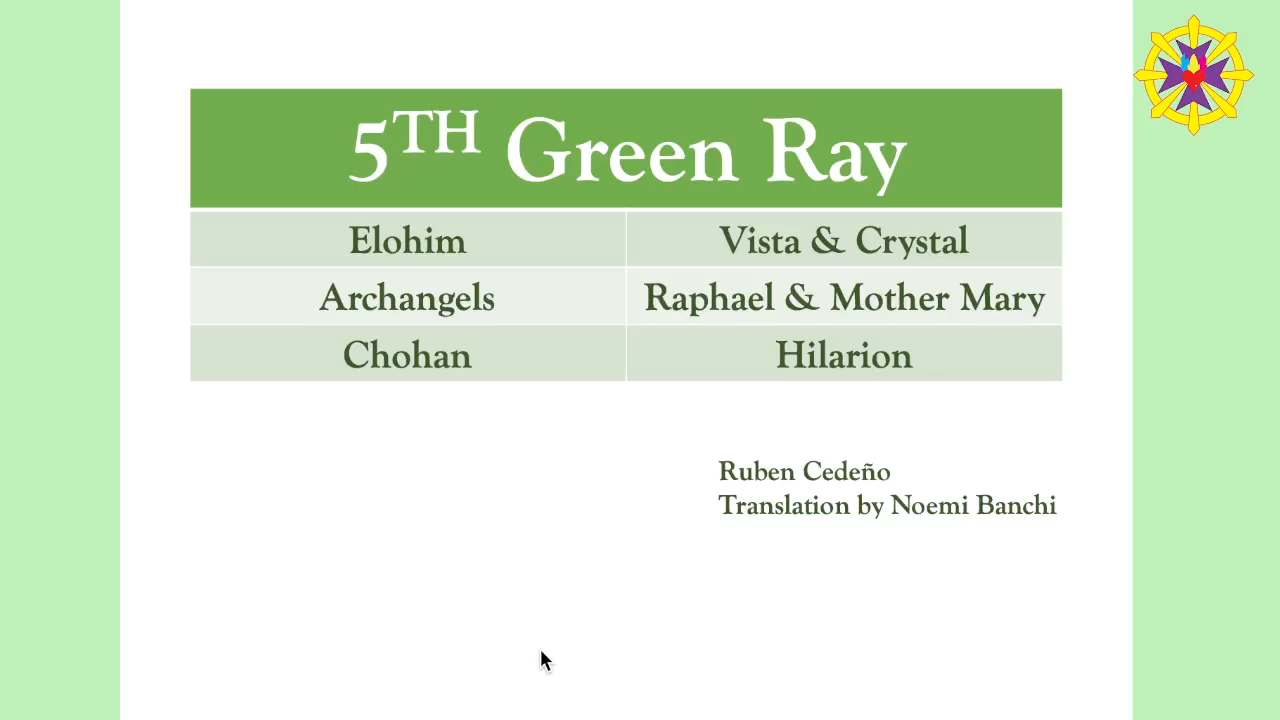 5TH Green Ray
Elohim Vista & Crystal
Archangels Raphael & Mother Mary
Chohan Hilarion
Ruben Cedeño
Translation by Noemi Banchi